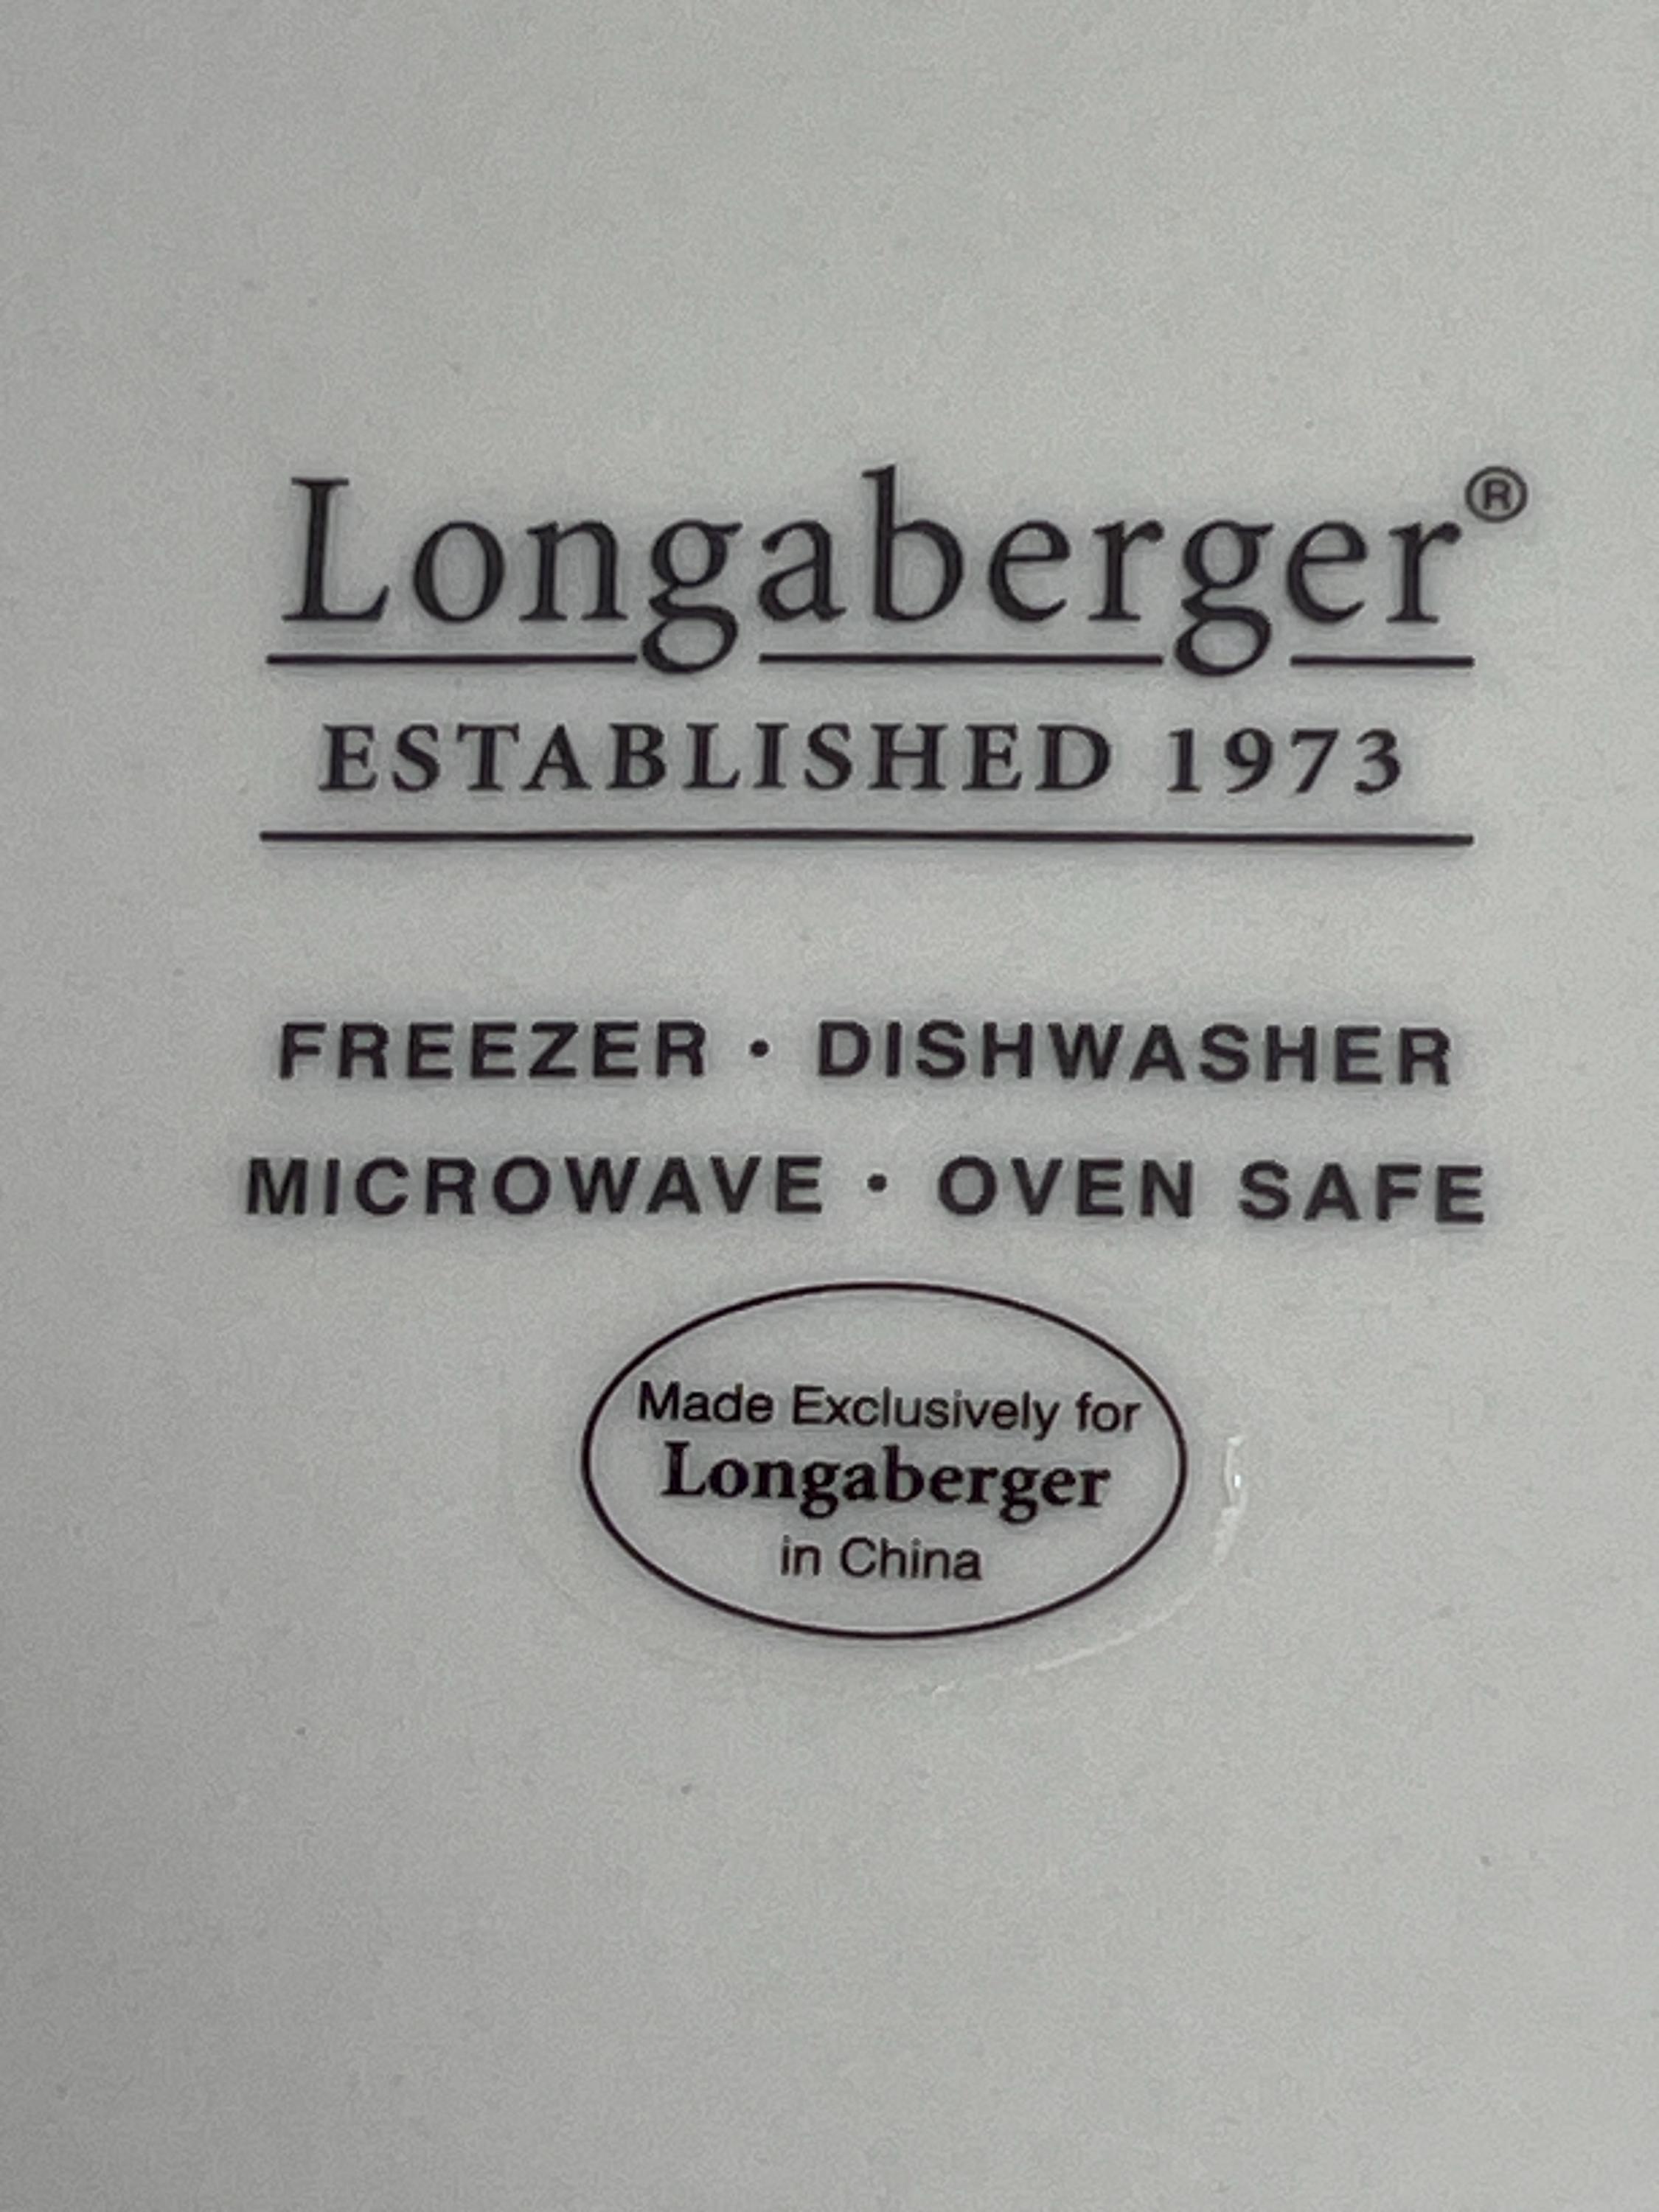 Longaberger®
ESTABLISHED 1973
FREEZER · DISHWASHER
MICROWAVE · OVEN SAFE
Made Exclusively for
Longaberger
in China